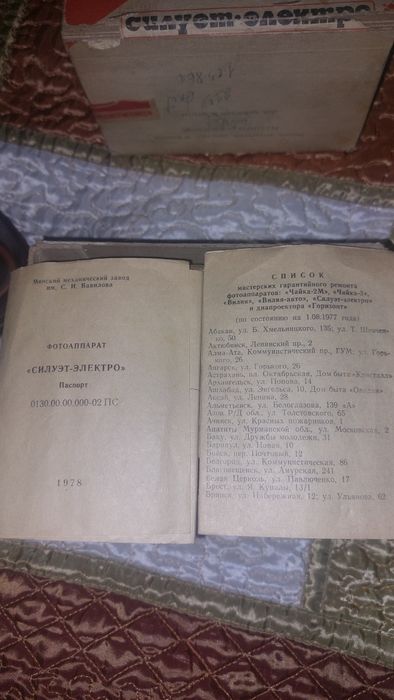 силуэт-электро
Минский механический завод
им. С. И. Вавилова
ФОТОАППАРАТ
«СИЛУЭТ-ЭЛЕКТРО»
Паспорт
0130.00.00.000-02 ПС
1978
СПИСОК
мастерских гарантийного ремонта
фотоаппаратов: «Чайка-2М», «Чайка-3»,
«Вилия», «Вилия-авто», «Силуэт-электро»
и диапроектора «Горизонт»
(по состоянию на 1.08.1977 года)
Абакан, ул. Б. Хмельницкого, 135; ул. Т. Шевчен-
ко, 50
Актюбинск, Ленинский пр., 2
Алма-Ата, Коммунистический пр., ГУМ; ул. Горь-
кого, 26
Ангарск, ул. Горького, 26
Астрахань, пл. Октябрьская, Дом быта «Кристалл»
Архангельск, ул. Попова, 14
Ашхабад, ул. Энгельса, 10, Дом быта
Аксай, ул. Ленина, 28
Альметьевск, ул. Белоглазова, 139 «А»
Азов Р/Д обл., ул. Толстовского, 65
Ачинск, ул. Красных пожарников, 1
Апатиты Мурманской обл., ул. Московская, 2
Баку, ул. Дружбы молодежи, 31
Барнаул, ул. Новая, 10
Бийск, пер. Почтовый, 12
ул. Коммунистическая, 86
Благовещенск, ул. Амурская, 241
Белая Церковь, ул. Павлюченко, 17
Брест, ул. Я. Купалы, 13/1
Брянск, ул. Набережная, 12; ул. Ульянова, 62